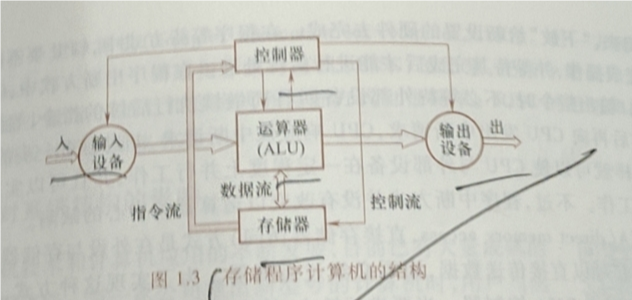 控制器
入
输入
设备
运算器
(ALU)
输出
设备
出
数据流
指令流
控制流
存储器
图 1.3 存储程序计算机的结构